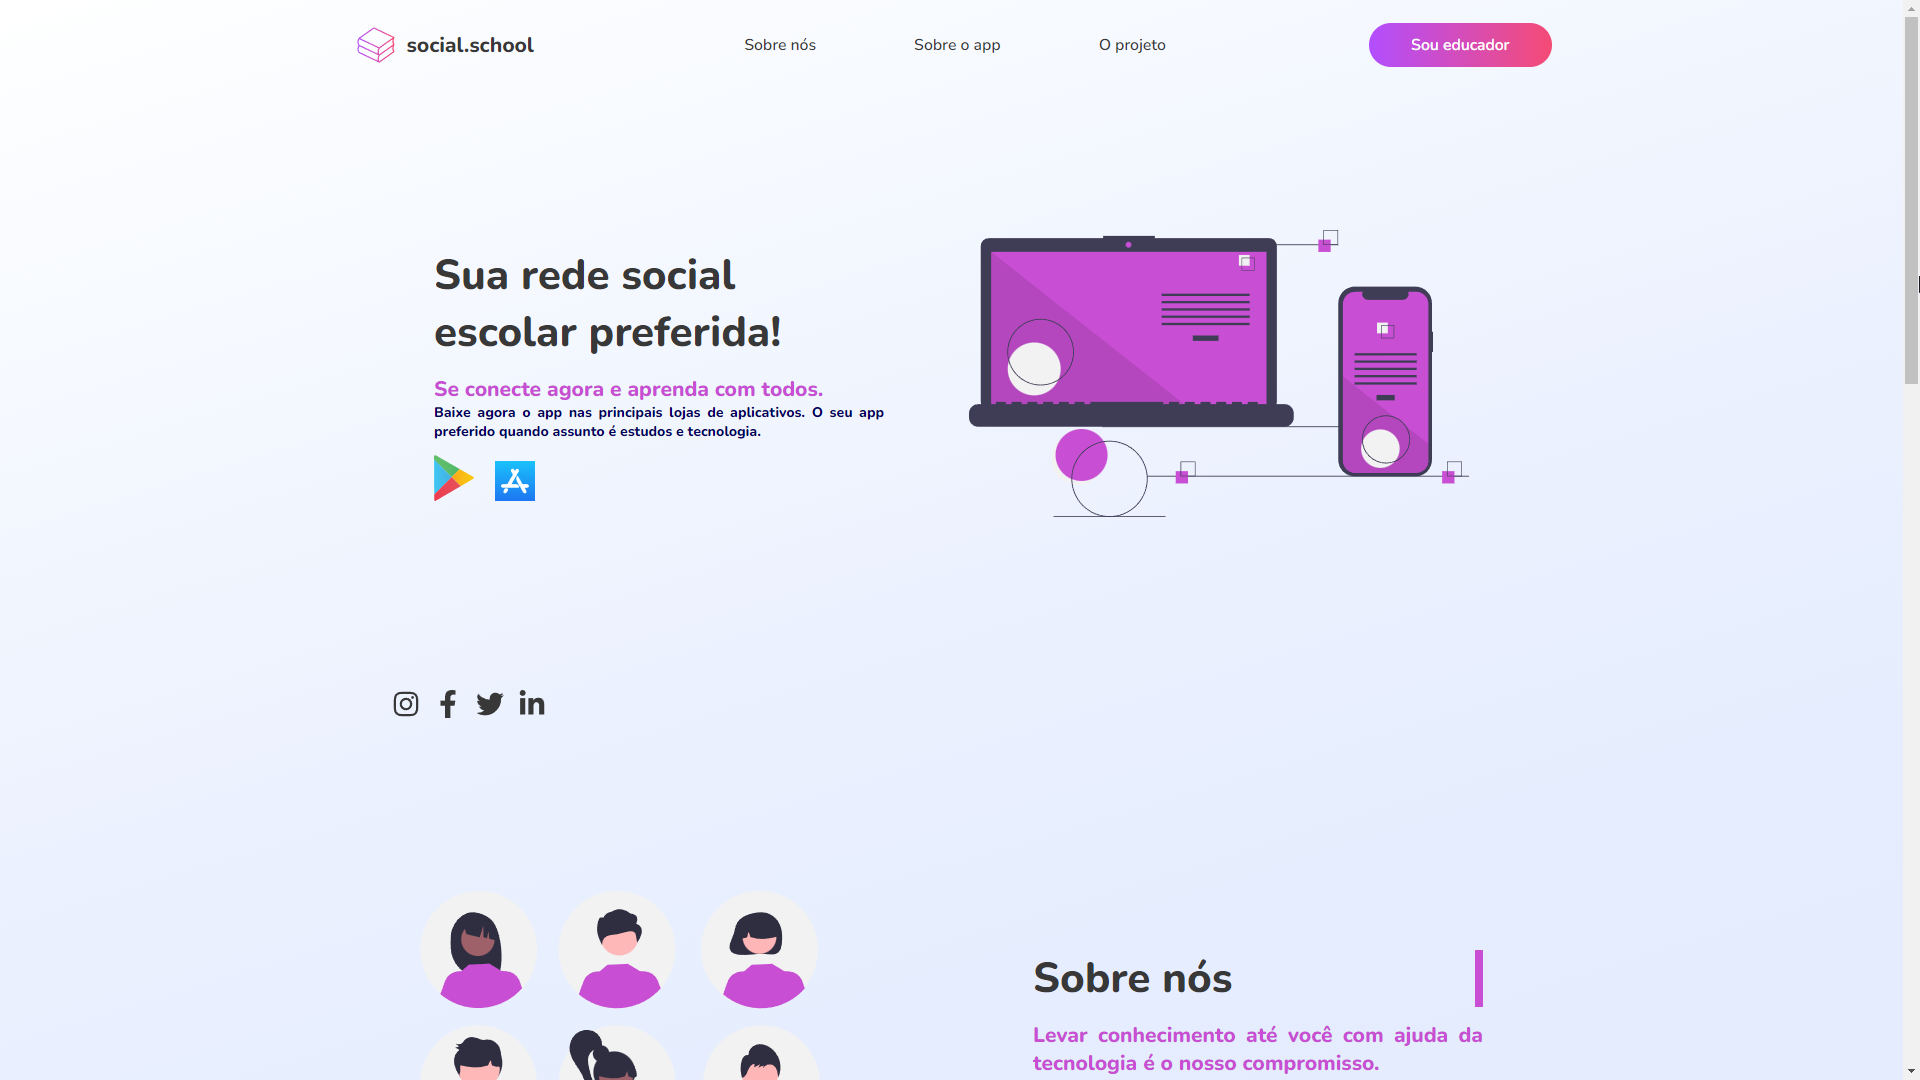 social.school
Sobre nós
Sobre o app
O projeto
Sou educador
Sua rede social
escolar preferida!
Se conecte agora e aprenda com todos.
Baixe agora o app nas principais lojas de aplicativos. O seu app
preferido quando assunto é estudos e tecnologia.
Sobre nós
Levar conhecimento até você com ajuda da
tecnologia é o nosso compromisso.